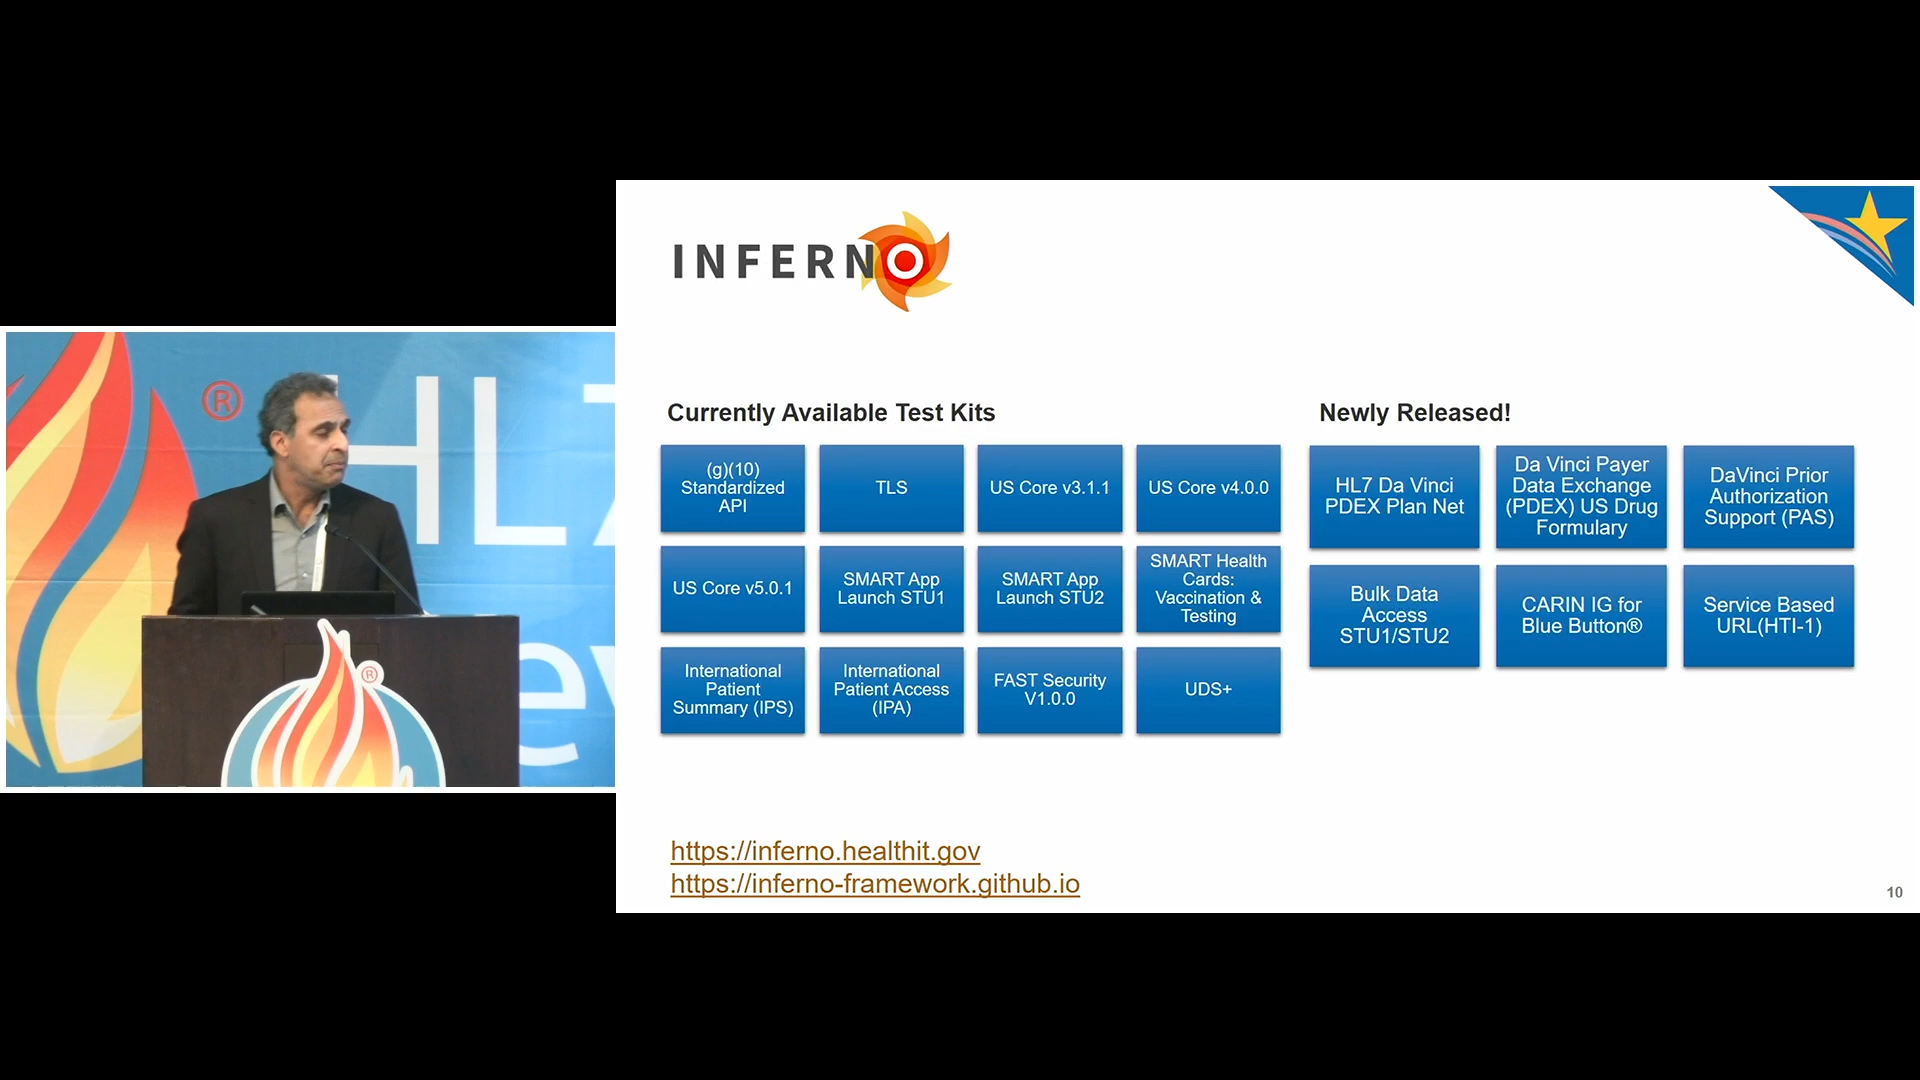 ®
HL7
®
INFERNO
Currently Available Test Kits
(g)(10)
Standardized
API
TLS
US Core v3.1.1
US Core v4.0.0
US Core v5.0.1
SMART App
Launch STU1
SMART App
Launch STU2
SMART Health
Cards:
Vaccination &
Testing
International
Patient
Summary (IPS)
International
Patient Access
(IPA)
FAST Security
V1.0.0
UDS+
Newly Released!
HL7 Da Vinci
PDEX Plan Net
Da Vinci Payer
Data Exchange
(PDEX) US Drug
Formulary
DaVinci Prior
Authorization
Support (PAS)
Bulk Data
Access
STU1/STU2
CARIN IG for
Blue Button®
Service Based
URL(HTI-1)
https://inferno.healthit.gov
https://inferno-framework.github.io
10